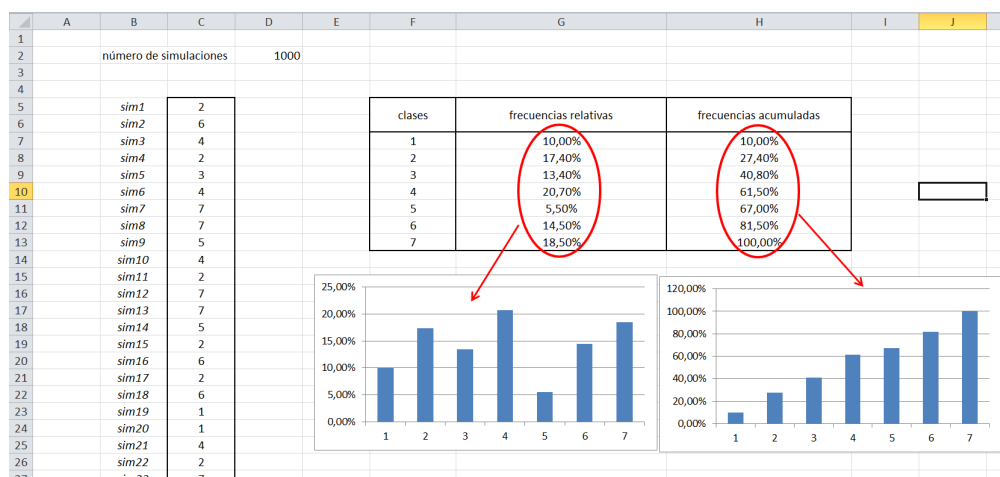 A B C D E F G H I J
1
2 número de simulaciones 1000
3
4
5 sim1 2
clases frecuencias relativas frecuencias acumuladas
6 sim2 6
7 sim3 4 1 10,00% 10,00%
8 sim4 2 2 17,40% 27,40%
9 sim5 3 3 13,40% 40,80%
10 sim6 4 4 20,70% 61,50%
11 sim7 7 5 5,50% 67,00%
12 sim8 7 6 14,50% 81,50%
13 sim9 5 7 18,50% 100,00%
14 sim10 4
15 sim11 2
16 sim12 7
17 sim13 7
18 sim14 5
19 sim15 2
20 sim16 6
21 sim17 2
22 sim18 6
23 sim19 1
24 sim20 1
25 sim21 4
26 sim22 2
25,00%
20,00%
15,00%
10,00%
5,00%
0,00%
1 2 3 4 5 6 7
120,00%
100,00%
80,00%
60,00%
40,00%
20,00%
0,00%
1 2 3 4 5 6 7